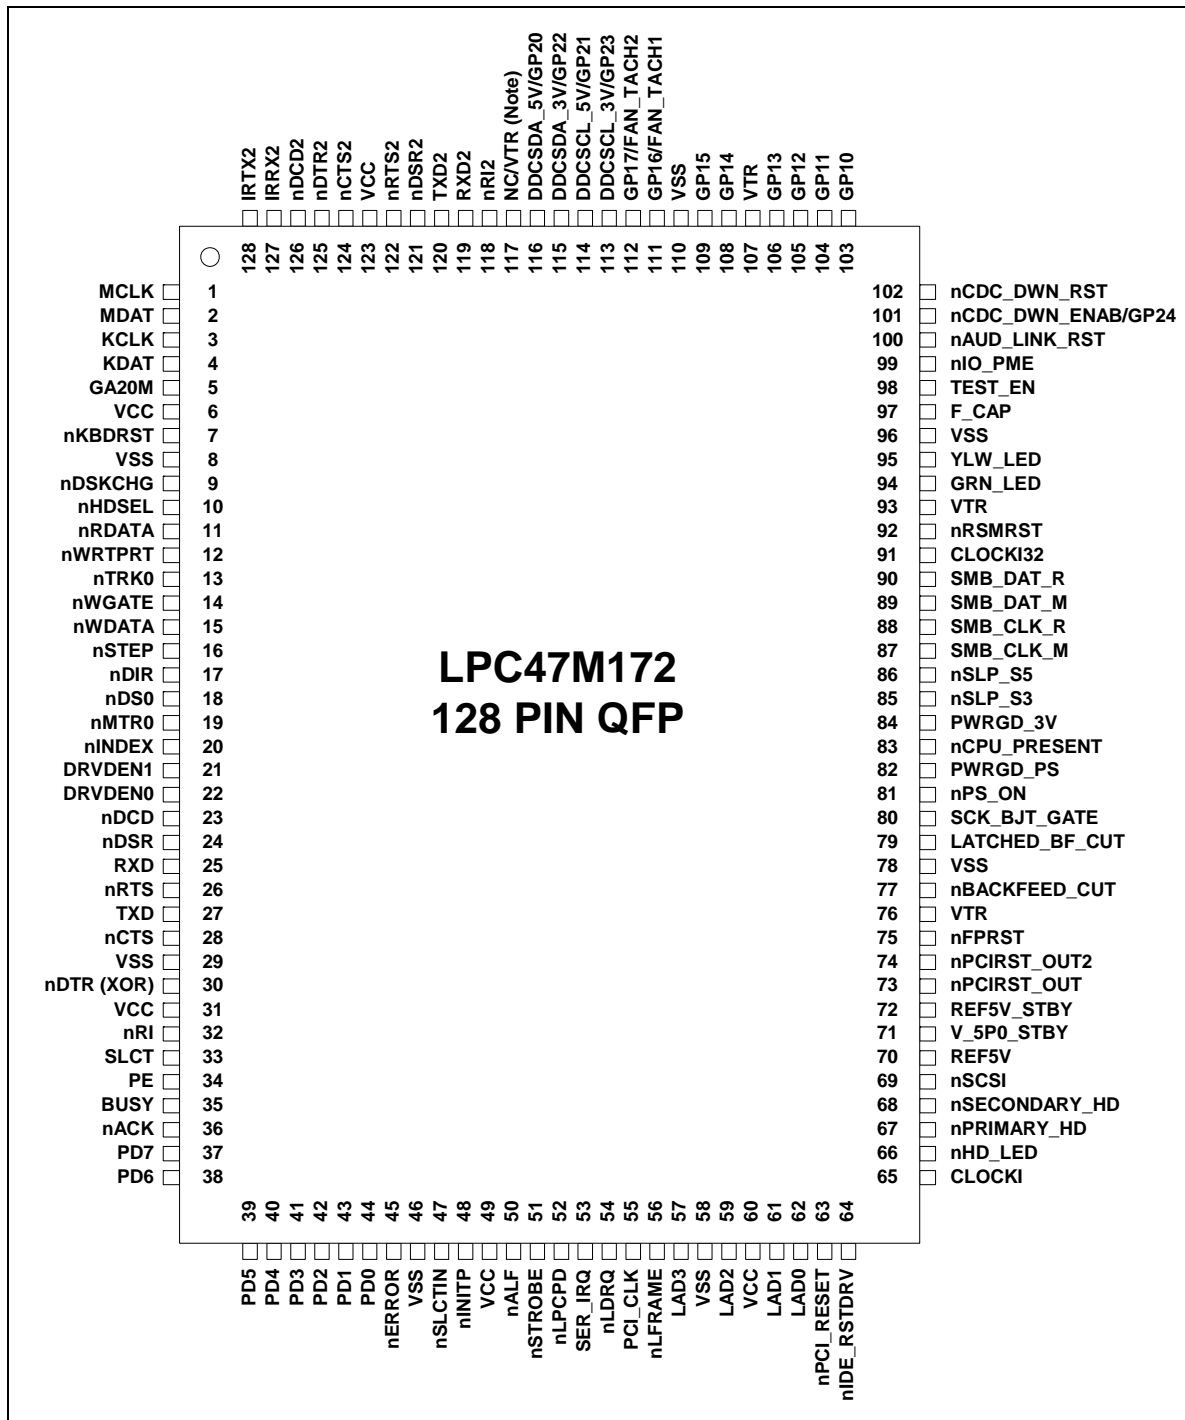 IRTX2
IRRX2
nDCD2
nDTR2
nCTS2
VCC
nRTS2
nDSR2
TXD2
RXD2
nRI2
NC/VTR (Note)
DDCSDA_5V/GP20
DDCSDA_3V/GP22
DDCSCL_5V/GP21
DDCSCL_3V/GP23
GP17/FAN_TACH2
GP16/FAN_TACH1
VSS
GP15
GP14
VTR
GP13
GP12
GP11
GP10
128
127
126
125
124
123
122
121
120
119
118
117
116
115
114
113
112
111
110
109
108
107
106
105
104
103
MCLK 1
MDAT 2
KCLK 3
KDAT 4
GA20M 5
VCC 6
nKBDRST 7
VSS 8
nDSKCHG 9
nHDSEL 10
nRDATA 11
nWRTPRT 12
nTRK0 13
nWGATE 14
nWDATA 15
nSTEP 16
nDIR 17
nDS0 18
nMTR0 19
nINDEX 20
DRVDEN1 21
DRVDEN0 22
nDCD 23
nDSR 24
RXD 25
nRTS 26
TXD 27
nCTS 28
VSS 29
nDTR (XOR) 30
VCC 31
nRI 32
SLCT 33
PE 34
BUSY 35
nACK 36
PD7 37
PD6 38
LPC47M172
128 PIN QFP
102 nCDC_DWN_RST
101 nCDC_DWN_ENAB/GP24
100 nAUD_LINK_RST
99 nIO_PME
98 TEST_EN
97 F_CAP
96 VSS
95 YLW_LED
94 GRN_LED
93 VTR
92 nRSMRST
91 CLOCKI32
90 SMB_DAT_R
89 SMB_DAT_M
88 SMB_CLK_R
87 SMB_CLK_M
86 nSLP_S5
85 nSLP_S3
84 PWRGD_3V
83 nCPU_PRESENT
82 PWRGD_PS
81 nPS_ON
80 SCK_BJT_GATE
79 LATCHED_BF_CUT
78 VSS
77 nBACKFEED_CUT
76 VTR
75 nFPRST
74 nPCIRST_OUT2
73 nPCIRST_OUT
72 REF5V_STBY
71 V_5P0_STBY
70 REF5V
69 nSCSI
68 nSECONDARY_HD
67 nPRIMARY_HD
66 nHD_LED
65 CLOCKI
39
40
41
42
43
44
45
46
47
48
49
50
51
52
53
54
55
56
57
58
59
60
61
62
63
64
PD5
PD4
PD3
PD2
PD1
PD0
nERROR
VSS
nSLCTIN
nINITP
VCC
nALF
nSTROBE
nLPCPD
SER_IRQ
nLDRQ
PCI_CLK
nLFRAME
LAD3
VSS
LAD2
VCC
LAD1
LAD0
nPCI_RESET
nIDE_RSTDRV